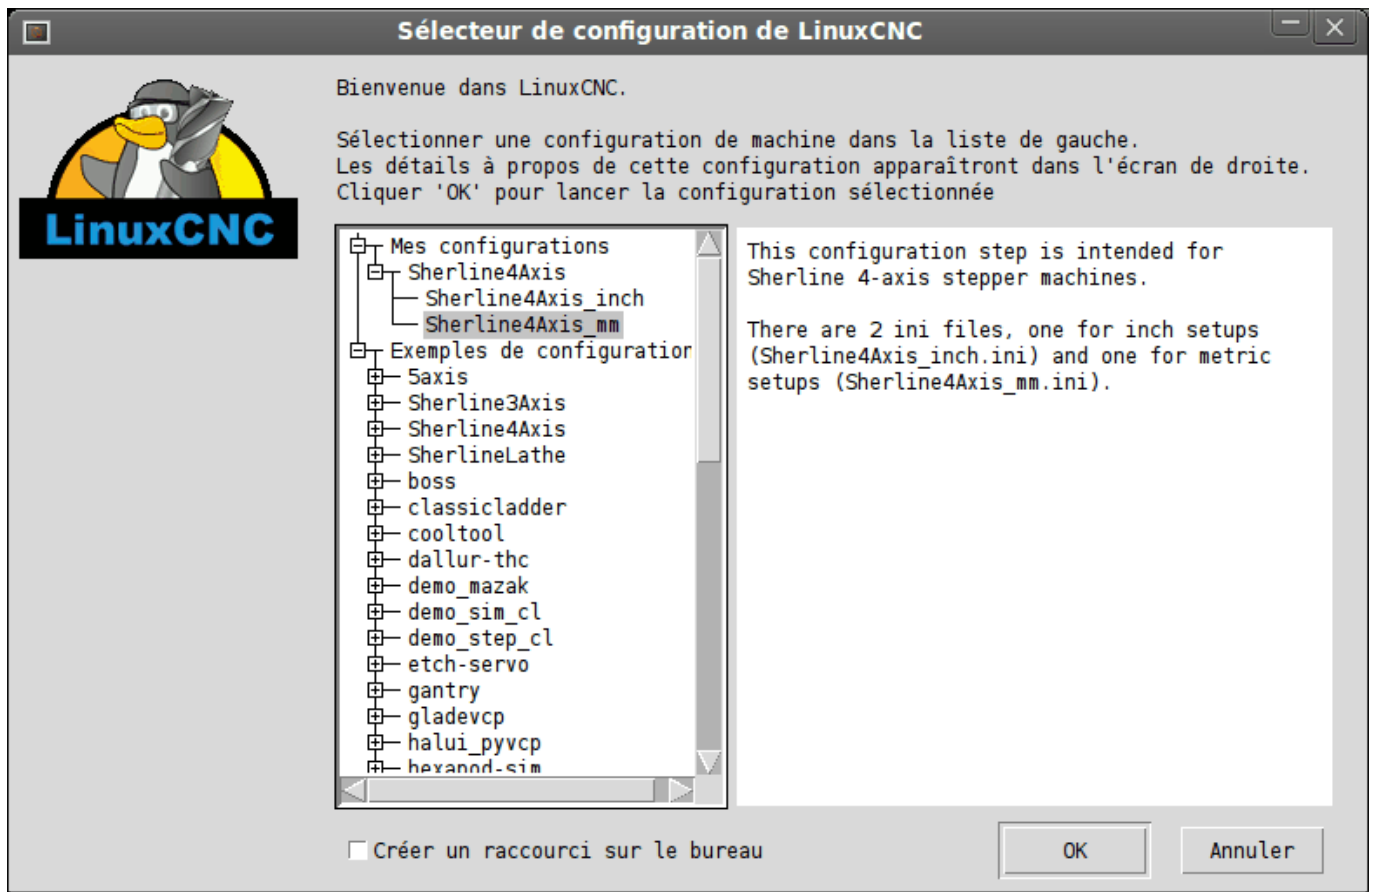 Sélecteur de configuration de LinuxCNC
LinuxCNC
Bienvenue dans LinuxCNC.
Sélectionner une configuration de machine dans la liste de gauche.
Les détails à propos de cette configuration apparaîtront dans l'écran de droite.
Cliquer 'OK' pour lancer la configuration sélectionnée
Mes configurations
Sherline4Axis
Sherline4Axis_inch
Sherline4Axis_mm
Exemples de configuration
5axis
Sherline3Axis
Sherline4Axis
SherlineLathe
boss
classicladder
cooltool
dallur-thc
demo_mazak
demo_sim_cl
demo_step_cl
etch-servo
gantry
gladevcp
halui_pyvcp
hexapod-sim
This configuration step is intended for
Sherline 4-axis stepper machines.
There are 2 ini files, one for inch setups
(Sherline4Axis_inch.ini) and one for metric
setups (Sherline4Axis_mm.ini).
Créer un raccourci sur le bureau
OK
Annuler